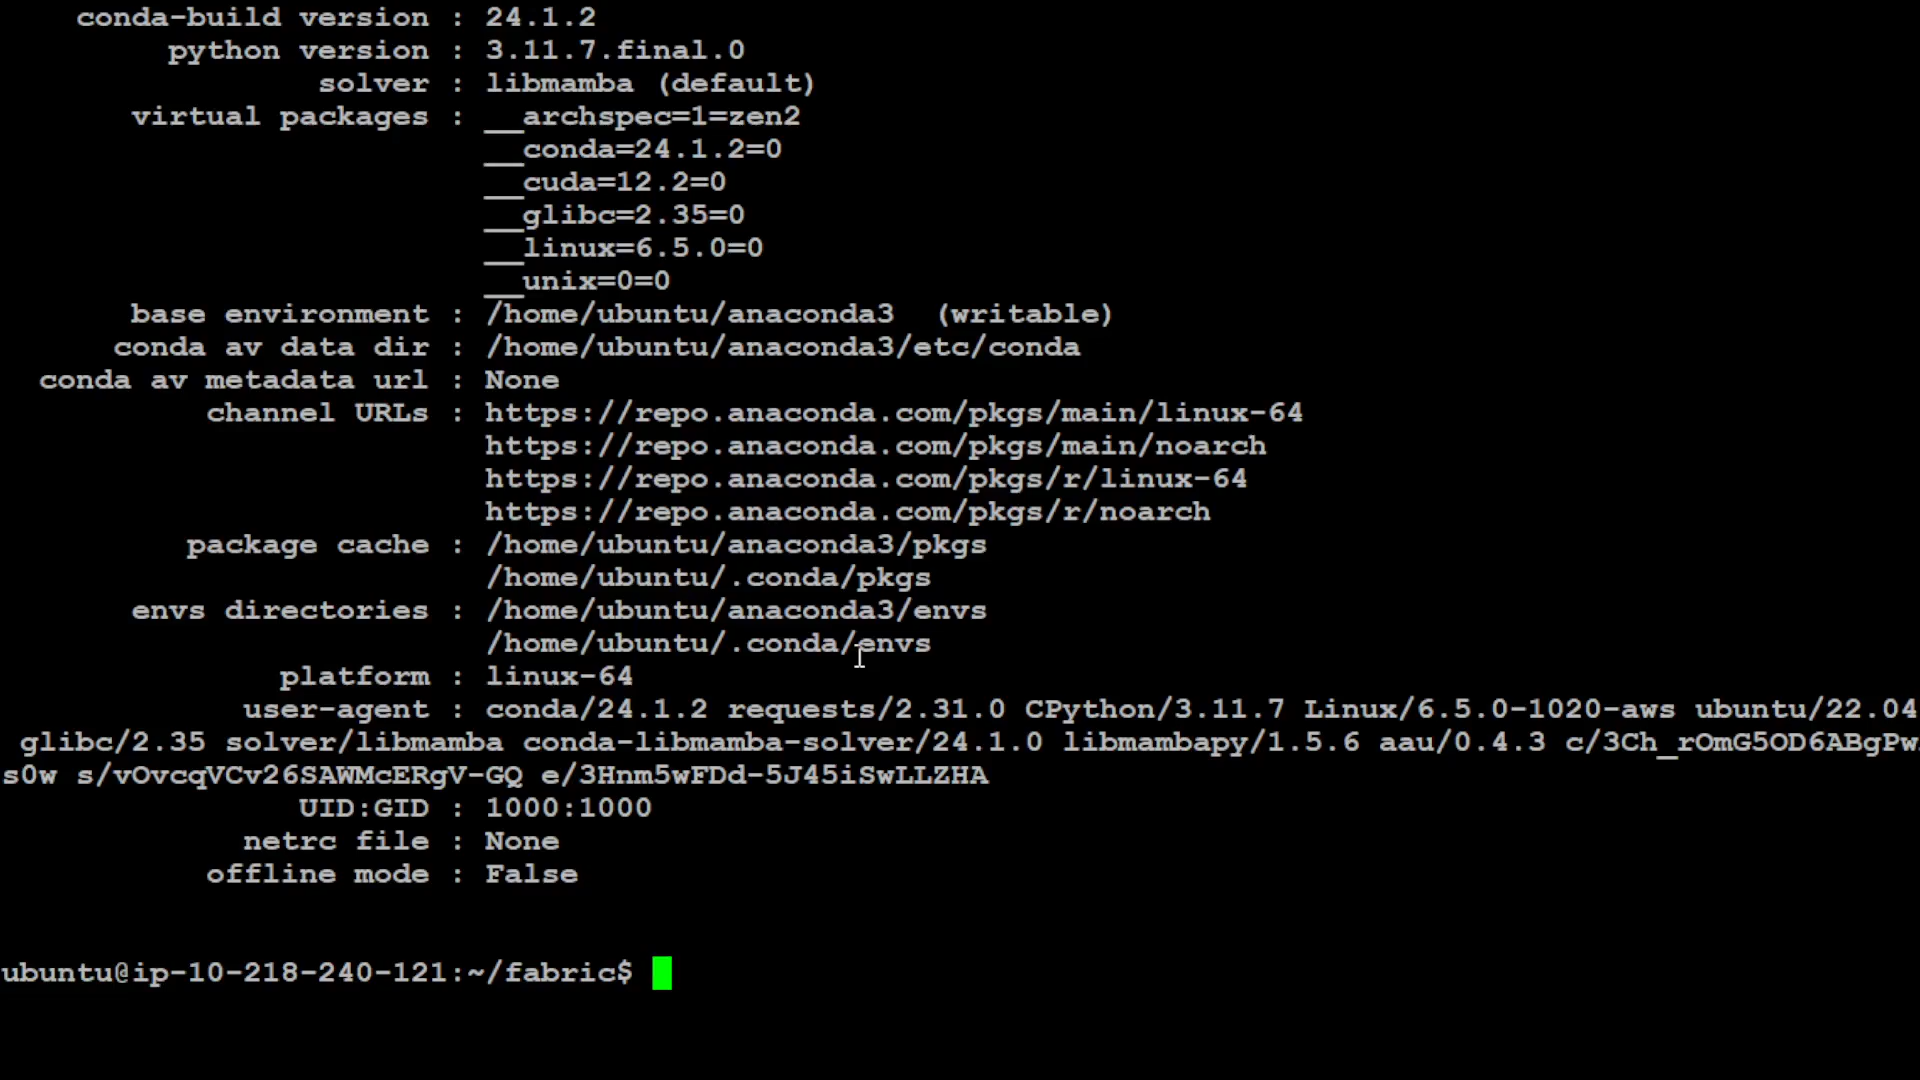 conda-build version : 24.1.2
python version : 3.11.7.final.0
solver : libmamba (default)
virtual packages : __archspec=1=zen2
__conda=24.1.2=0
__cuda=12.2=0
__glibc=2.35=0
__linux=6.5.0=0
__unix=0=0
base environment : /home/ubuntu/anaconda3  (writable)
conda av data dir : /home/ubuntu/anaconda3/etc/conda
conda av metadata url : None
channel URLs : https://repo.anaconda.com/pkgs/main/linux-64
https://repo.anaconda.com/pkgs/main/noarch
https://repo.anaconda.com/pkgs/r/linux-64
https://repo.anaconda.com/pkgs/r/noarch
package cache : /home/ubuntu/anaconda3/pkgs
/home/ubuntu/.conda/pkgs
envs directories : /home/ubuntu/anaconda3/envs
/home/ubuntu/.conda/envs
platform : linux-64
user-agent : conda/24.1.2 requests/2.31.0 CPython/3.11.7 Linux/6.5.0-1020-aws ubuntu/22.04
glibc/2.35 solver/libmamba conda-libmamba-solver/24.1.0 libmambapy/1.5.6 aau/0.4.3 c/3Ch_rOmG5OD6ABgPw
s0w s/vOvcqVCv26SAWMcERgV-GQ e/3Hnm5wFDd-5J45iSwLLZHA
UID:GID : 1000:1000
netrc file : None
offline mode : False
ubuntu@ip-10-218-240-121:~/fabric$